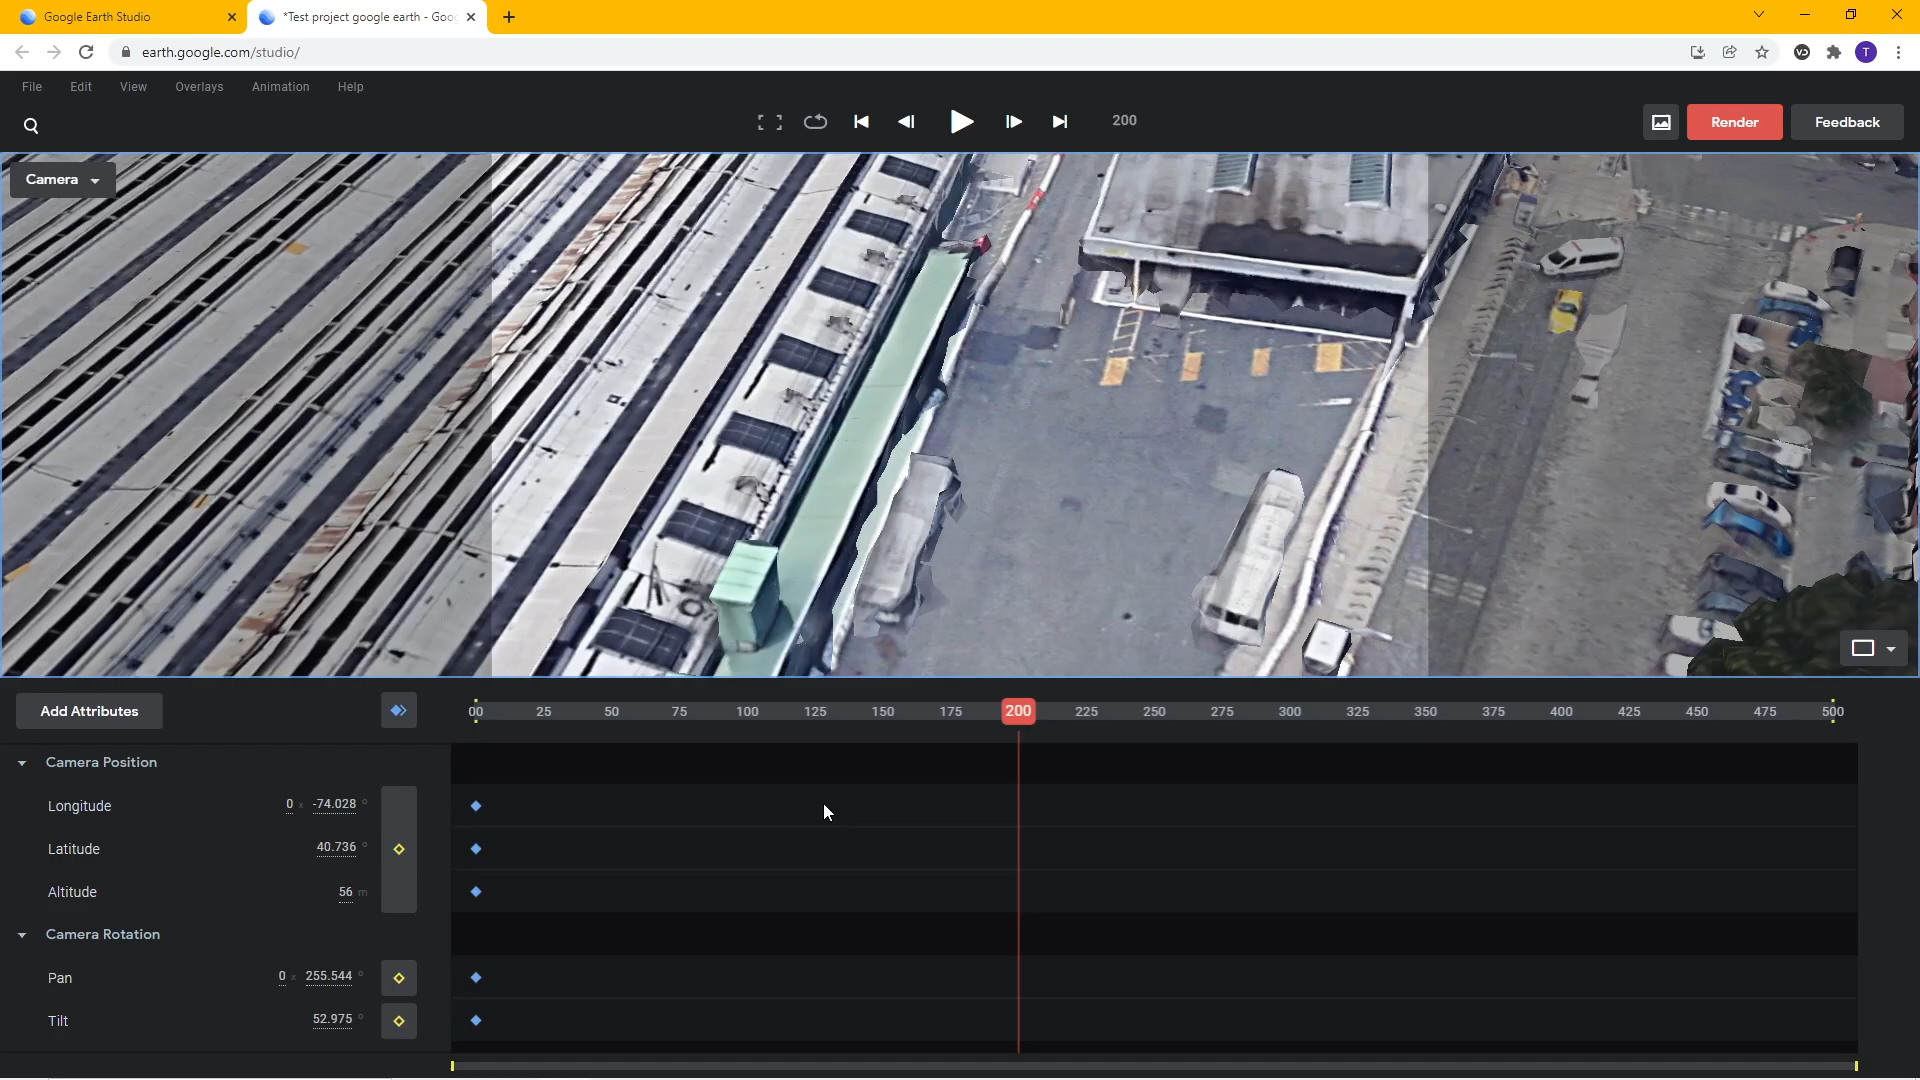 Google Earth Studio
*Test project google earth - Goo
earth.google.com/studio/
T
File Edit View Overlays Animation Help
200
Render
Feedback
Camera
Add Attributes
00 25 50 75 100 125 150 175 200 225 250 275 300 325 350 375 400 425 450 475 500
Camera Position
Longitude 0 x -74.028 °
Latitude 40.736 °
Altitude 56 m
Camera Rotation
Pan 0 x 255.544 °
Tilt 52.975 °